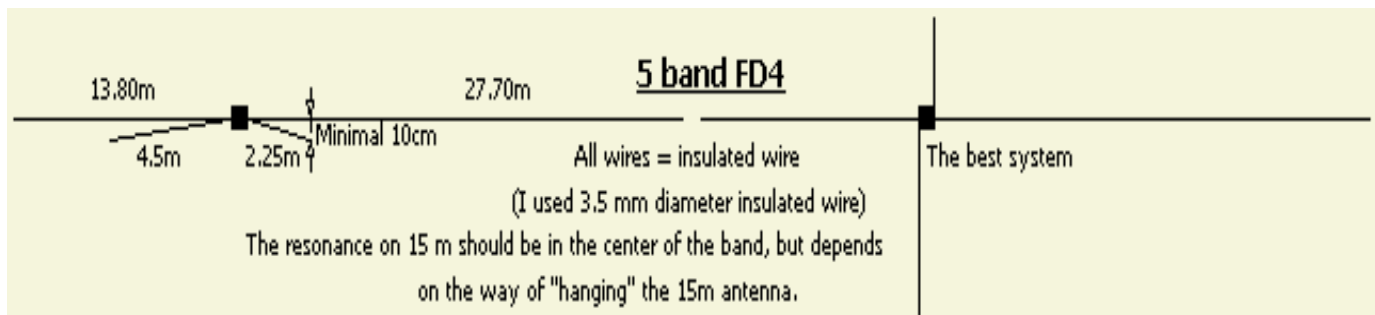 5 band FD4
13.80m
27.70m
Minimal 10cm
4.5m
2.25m
All wires = insulated wire
The best system
(I used 3.5 mm diameter insulated wire)
The resonance on 15 m should be in the center of the band, but depends
on the way of "hanging" the 15m antenna.